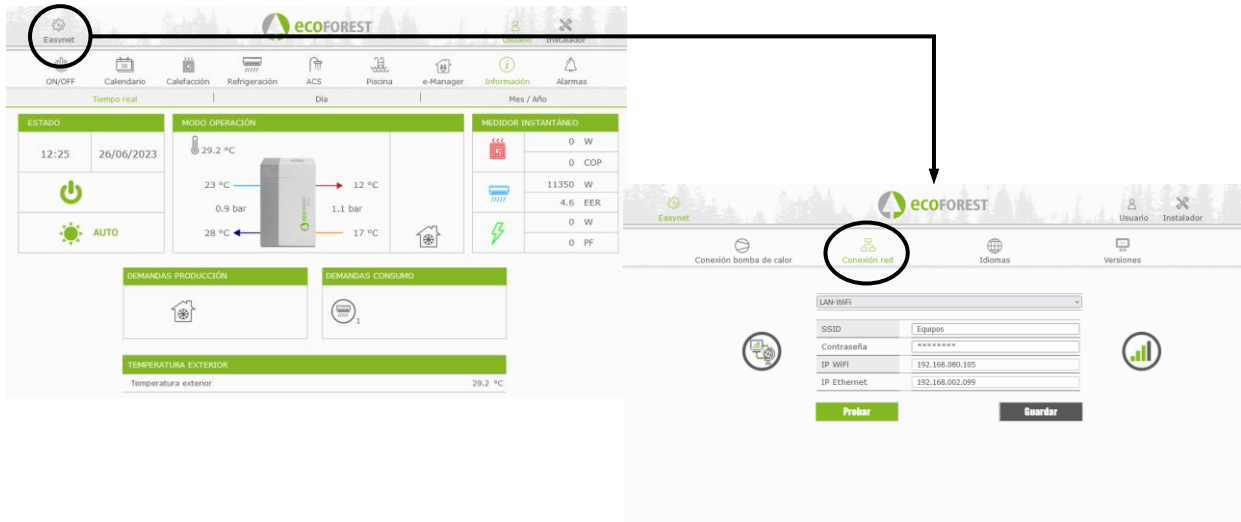 Easynet
ecoFOREST
Usuario
Instalador
ON/OFF
Calendario
Calefacción
Refrigeración
ACS
Piscina
e-Manager
Información
Alarmas
Tiempo real
Día
Mes / Año
ESTADO
MODO OPERACIÓN
MEDIDOR INSTANTÁNEO
12:25
26/06/2023
29.2 °C
0 W
0 COP
23 °C
12 °C
11350 W
0.9 bar
1.1 bar
4.6 EER
AUTO
28 °C
17 °C
0 W
0 PF
DEMANDAS PRODUCCIÓN
DEMANDAS CONSUMO
1
TEMPERATURA EXTERIOR
Temperatura exterior 29.2 °C
Easynet
ecoFOREST
Usuario
Instalador
Conexión bomba de calor
Conexión red
Idiomas
Versiones
LAN-WiFi
SSID Equipos
Contraseña ********
IP WiFi 192.168.080.105
IP Ethernet 192.168.002.099
Probar
Guardar